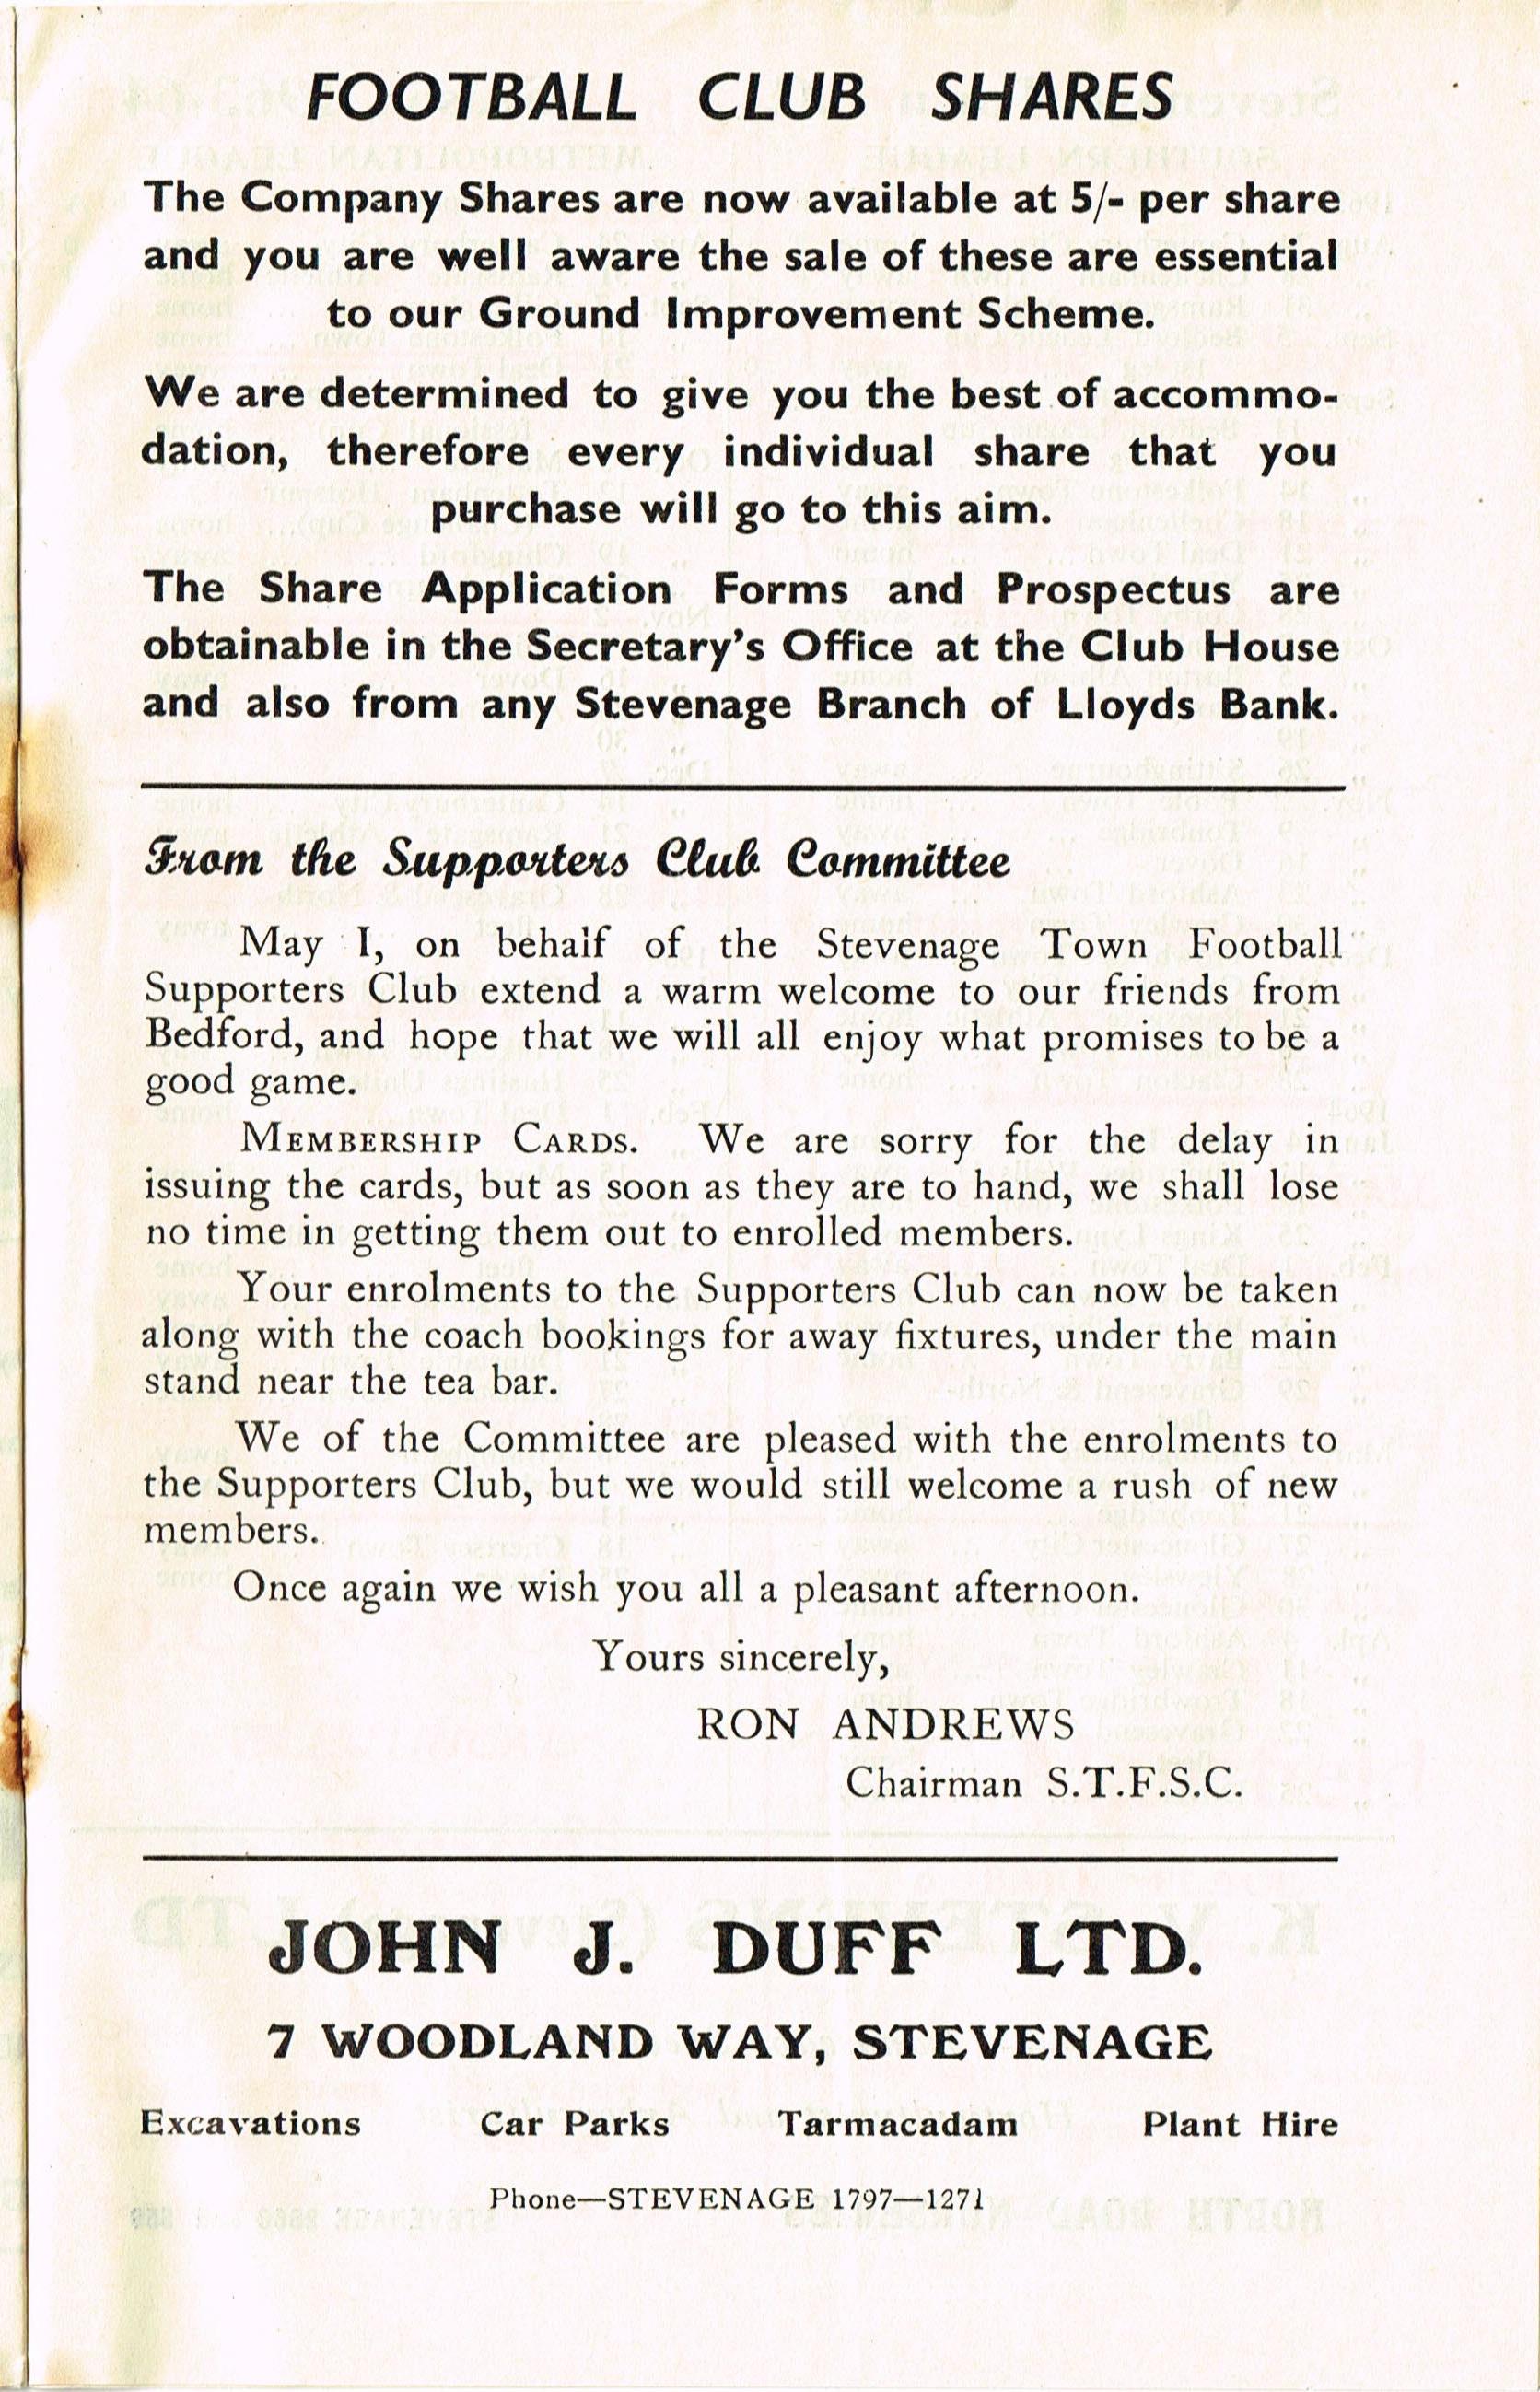 FOOTBALL CLUB SHARES
The Company Shares are now available at 5/- per share
and you are well aware the sale of these are essential
to our Ground Improvement Scheme.
We are determined to give you the best of accommo-
dation, therefore every individual share that you
purchase will go to this aim.
The Share Application Forms and Prospectus are
obtainable in the Secretary's Office at the Club House
and also from any Stevenage Branch of Lloyds Bank.
From the Supporters Club Committee
May I, on behalf of the Stevenage Town Football
Supporters Club extend a warm welcome to our friends from
Bedford, and hope that we will all enjoy what promises to be a
good game.
MEMBERSHIP CARDS. We are sorry for the delay in
issuing the cards, but as soon as they are to hand, we shall lose
no time in getting them out to enrolled members.
Your enrolments to the Supporters Club can now be taken
along with the coach bookings for away fixtures, under the main
stand near the tea bar.
We of the Committee are pleased with the enrolments to
the Supporters Club, but we would still welcome a rush of new
members.
Once again we wish you all a pleasant afternoon.
Yours sincerely,
RON ANDREWS
Chairman S.T.F.S.C.
JOHN J. DUFF LTD.
7 WOODLAND WAY, STEVENAGE
Excavations Car Parks Tarmacadam Plant Hire
Phone—STEVENAGE 1797—1271